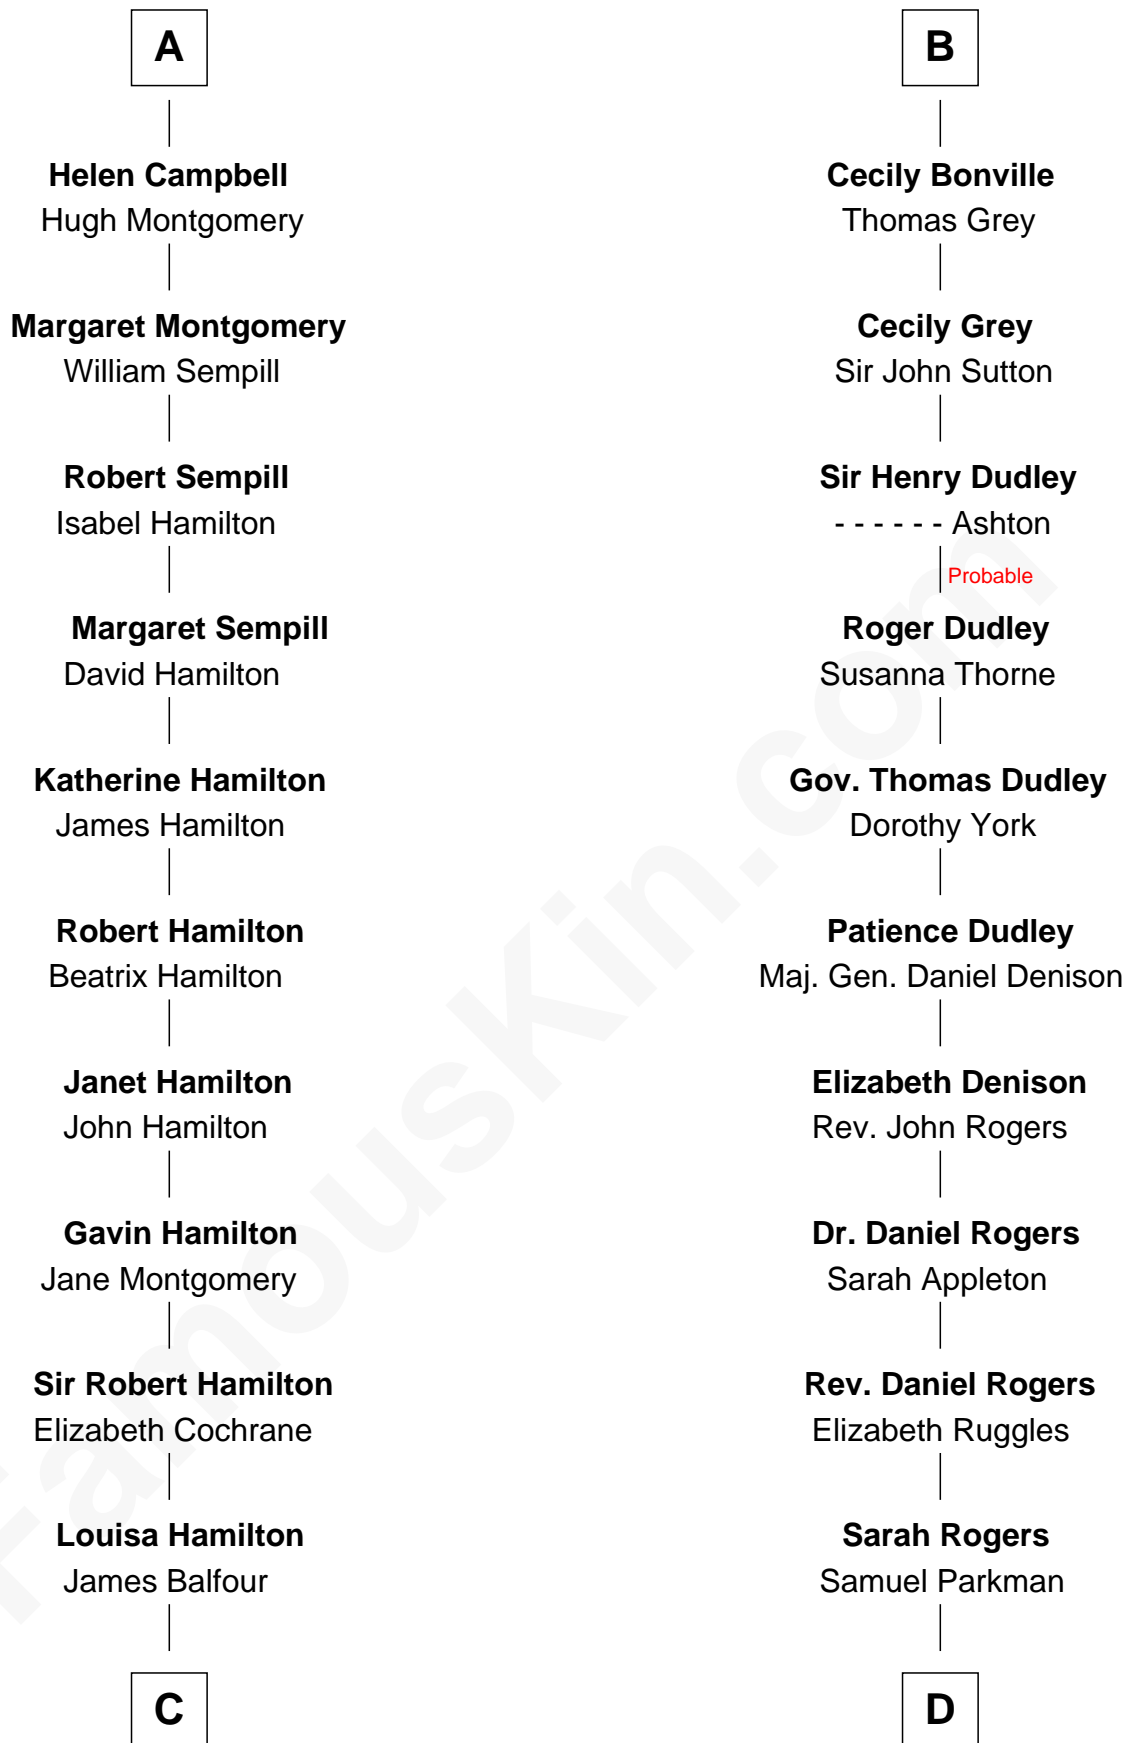 A
Helen Campbell
Hugh Montgomery
Margaret Montgomery
William Sempill
Robert Sempill
Isabel Hamilton
Margaret Sempill
David Hamilton
Katherine Hamilton
James Hamilton
Robert Hamilton
Beatrix Hamilton
Janet Hamilton
John Hamilton
Gavin Hamilton
Jane Montgomery
Sir Robert Hamilton
Elizabeth Cochrane
Louisa Hamilton
James Balfour
C
B
Cecily Bonville
Thomas Grey
Cecily Grey
Sir John Sutton
Sir Henry Dudley
- - - - - - Ashton
Probable
Roger Dudley
Susanna Thorne
Gov. Thomas Dudley
Dorothy York
Patience Dudley
Maj. Gen. Daniel Denison
Elizabeth Denison
Rev. John Rogers
Dr. Daniel Rogers
Sarah Appleton
Rev. Daniel Rogers
Elizabeth Ruggles
Sarah Rogers
Samuel Parkman
D
FamousKin.com